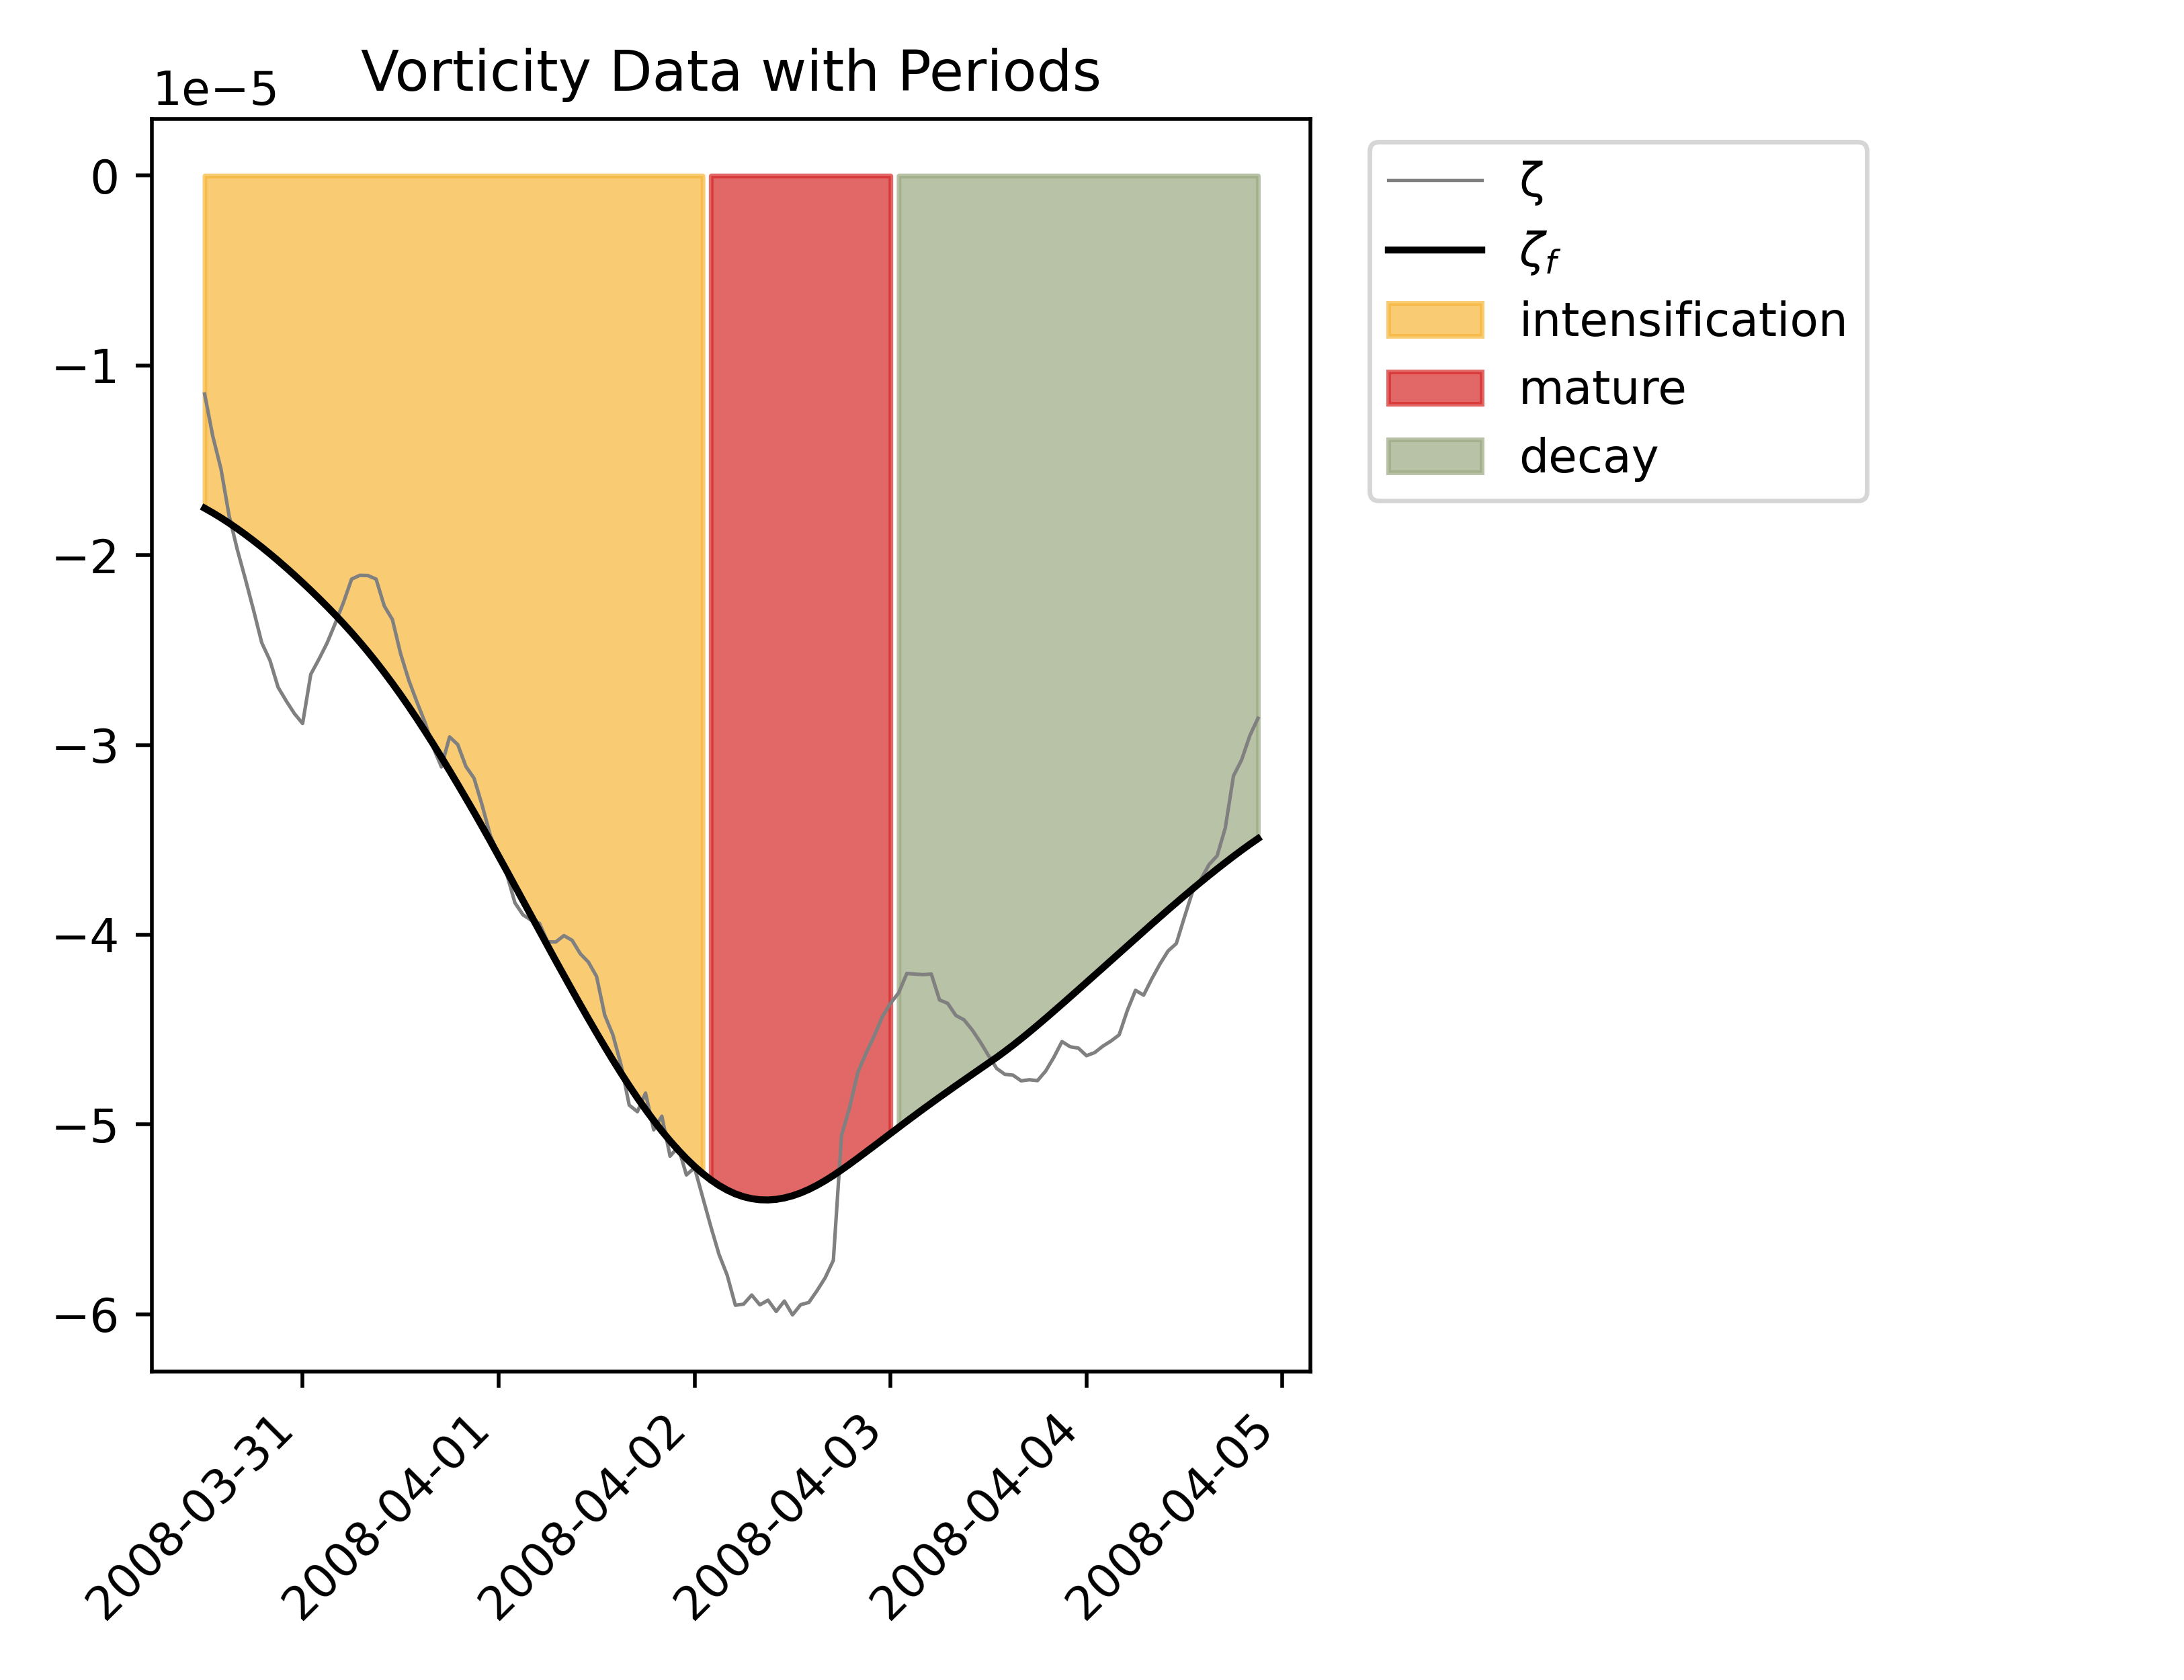 Vorticity Data with Periods
1e−5
0
−1
−2
−3
−4
−5
−6
2008-03-31
2008-04-01
2008-04-02
2008-04-03
2008-04-04
2008-04-05
ζ
ζf
intensification
mature
decay